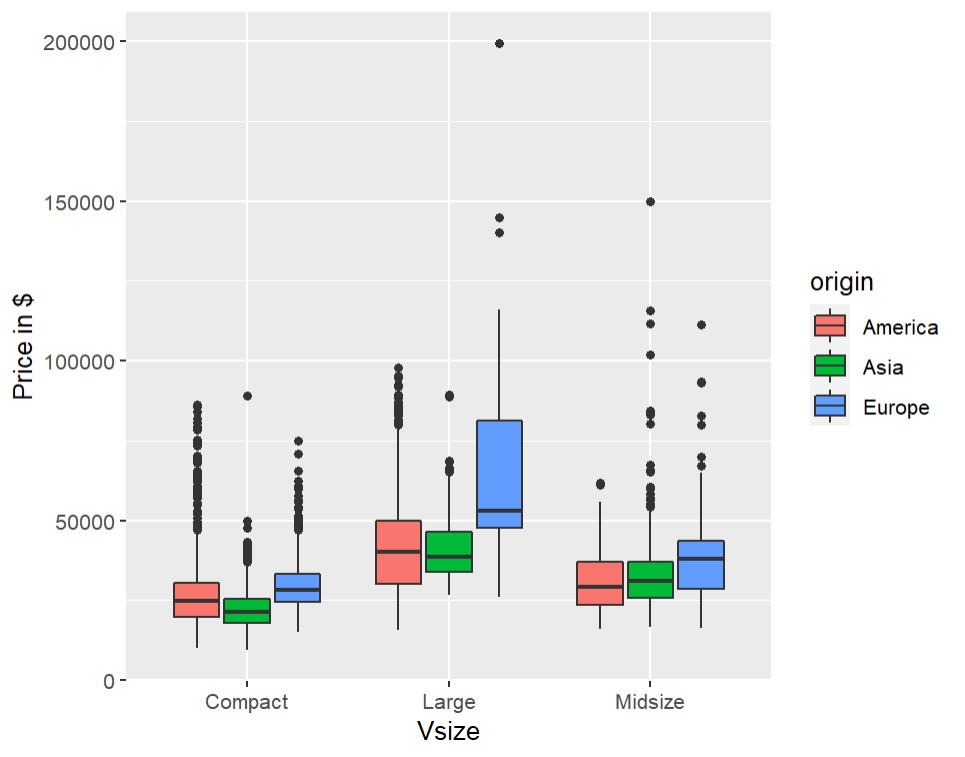 Price in $
200000
150000
100000
50000
0
Compact Large Midsize
Vsize
origin
America
Asia
Europe